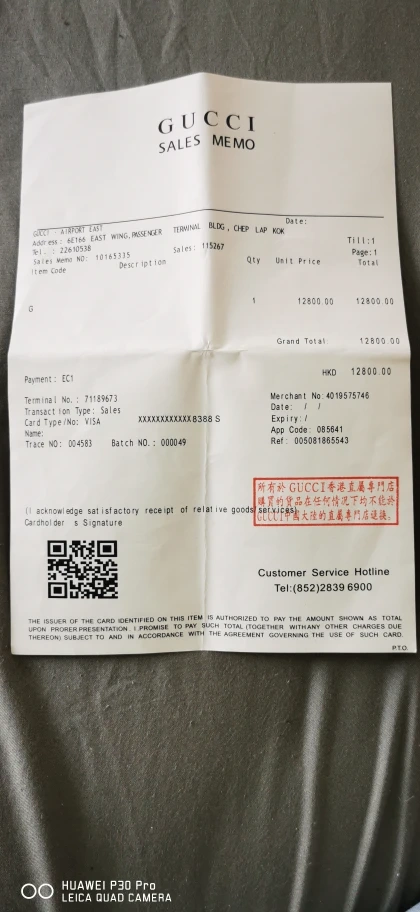 GUCCI
SALES MEMO
GUCCI - AIRPORT EAST
Date:
Address: 6E166 EAST WING, PASSENGER TERMINAL BLDG, CHEP LAP KOK
Till:1
Tel.: 22610538
Page:1
Sales Memo NO: 10165335
Sales: 115267
Item Code Description Qty Unit Price Total
G
1 12800.00 12800.00
Grand Total: 12800.00
HKD 12800.00
Payment: EC1
Terminal No.: 71189673
Merchant No:4019575746
Transaction Type: Sales
Date: / /
Card Type/No: VISA XXXXXXXXXXXX8388 S
Expiry:/
Name:
App Code: 085641
Trace NO: 004583 Batch NO.: 000049
Ref: 005081865543
所有於GUCCI香港直屬專門店
購買的貨品在任何情況下均不能於
GUCCI中國大陸的直屬專門店退換。
(I acknowledge satisfactory receipt of relative goods/services)
Cardholder s Signature
Customer Service Hotline
Tel:(852)2839 6900
THE ISSUER OF THE CARD IDENTIFIED ON THIS ITEM IS AUTHORIZED TO PAY THE AMOUNT SHOWN AS TOTAL
UPON PRORER PRESENTATION. I PROMISE TO PAY SUCH TOTAL (TOGETHER WITH ANY OTHER CHARGES DUE
THEREON) SUBJECT TO AND IN ACCORDANCE WITH THE AGREEMENT GOVERNING THE USE OF SUCH CARD.
P.T.O.
HUAWEI P30 Pro
LEICA QUAD CAMERA